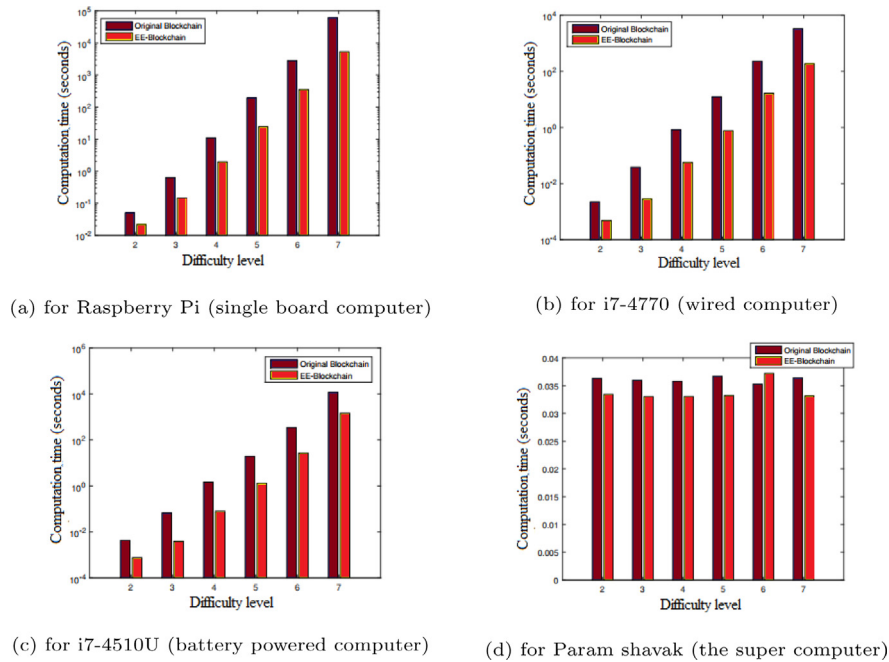 10^5
10^4
10^3
10^2
10^1
10^0
10^-1
10^-2
Computation time (seconds)
Original Blockchain
EE-Blockchain
2 3 4 5 6 7
Difficulty level
(a) for Raspberry Pi (single board computer)
10^4
10^2
10^0
10^-2
10^-4
Computation time (seconds)
Original Blockchain
EE-Blockchain
2 3 4 5 6 7
Difficulty level
(b) for i7-4770 (wired computer)
10^6
10^4
10^2
10^0
10^-2
10^-4
Computation time (seconds)
Original Blockchain
EE-Blockchain
2 3 4 5 6 7
Difficulty level
(c) for i7-4510U (battery powered computer)
0.04
0.035
0.03
0.025
0.02
0.015
0.01
0.005
0
Computation time (seconds)
Original Blockchain
EE-Blockchain
2 3 4 5 6 7
Difficulty level
(d) for Param shavak (the super computer)